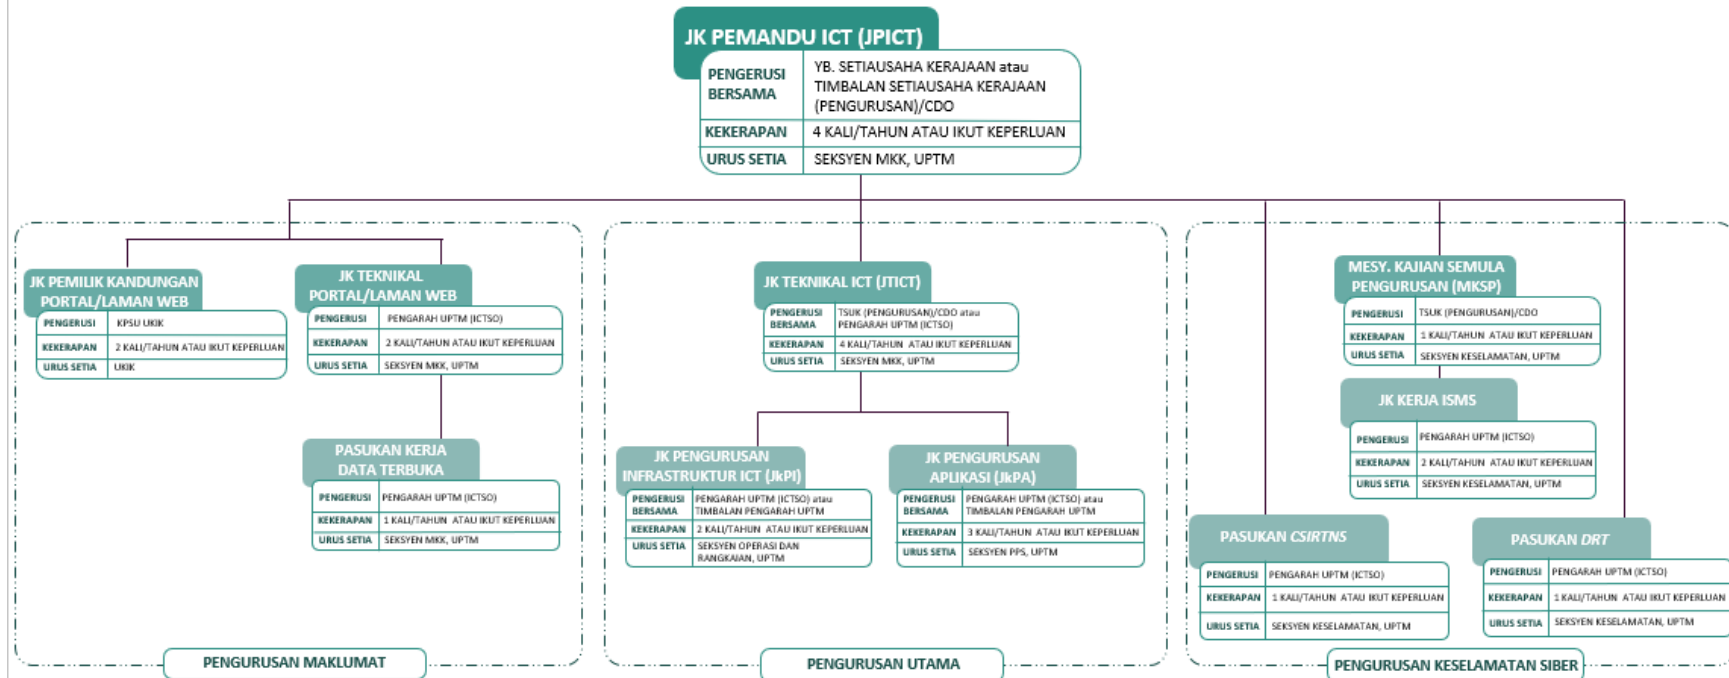 JK PEMANDU ICT (JPICT)
PENGERUSI
BERSAMA
YB. SETIAUSAHA KERAJAAN atau
TIMBALAN SETIAUSAHA KERAJAAN
(PENGURUSAN)/CDO
KEKERAPAN
4 KALI/TAHUN ATAU IKUT KEPERLUAN
URUS SETIA
SEKSYEN MKK, UPTM
JK PEMILIK KANDUNGAN
PORTAL/LAMAN WEB
PENGERUSI
KPSU UKIK
KEKERAPAN
2 KALI/TAHUN ATAU IKUT KEPERLUAN
URUS SETIA
UKIK
JK TEKNIKAL
PORTAL/LAMAN WEB
PENGERUSI
PENGARAH UPTM (ICTSO)
KEKERAPAN
2 KALI/TAHUN ATAU IKUT KEPERLUAN
URUS SETIA
SEKSYEN MKK, UPTM
PASUKAN KERJA
DATA TERBUKA
PENGERUSI
PENGARAH UPTM (ICTSO)
KEKERAPAN
1 KALI/TAHUN ATAU IKUT KEPERLUAN
URUS SETIA
SEKSYEN MKK, UPTM
PENGURUSAN MAKLUMAT
JK TEKNIKAL ICT (JTICT)
PENGERUSI
BERSAMA
TSUK (PENGURUSAN)/CDO atau
PENGARAH UPTM (ICTSO)
KEKERAPAN
4 KALI/TAHUN ATAU IKUT KEPERLUAN
URUS SETIA
SEKSYEN MKK, UPTM
JK PENGURUSAN
INFRASTRUKTUR ICT (JkPI)
PENGERUSI
BERSAMA
PENGARAH UPTM (ICTSO) atau
TIMBALAN PENGARAH UPTM
KEKERAPAN
2 KALI/TAHUN ATAU IKUT KEPERLUAN
URUS SETIA
SEKSYEN OPERASI DAN
RANGKAIAN, UPTM
JK PENGURUSAN
APLIKASI (JkPA)
PENGERUSI
BERSAMA
PENGARAH UPTM (ICTSO) atau
TIMBALAN PENGARAH UPTM
KEKERAPAN
3 KALI/TAHUN ATAU IKUT KEPERLUAN
URUS SETIA
SEKSYEN PPS, UPTM
PENGURUSAN UTAMA
MESY. KAJIAN SEMULA
PENGURUSAN (MKSP)
PENGERUSI
TSUK (PENGURUSAN)/CDO
KEKERAPAN
1 KALI/TAHUN ATAU IKUT KEPERLUAN
URUS SETIA
SEKSYEN KESELAMATAN, UPTM
JK KERJA ISMS
PENGERUSI
PENGARAH UPTM (ICTSO)
KEKERAPAN
2 KALI/TAHUN ATAU IKUT KEPERLUAN
URUS SETIA
SEKSYEN KESELAMATAN, UPTM
PASUKAN CSIRTNS
PENGERUSI
PENGARAH UPTM (ICTSO)
KEKERAPAN
1 KALI/TAHUN ATAU IKUT KEPERLUAN
URUS SETIA
SEKSYEN KESELAMATAN, UPTM
PASUKAN DRT
PENGERUSI
PENGARAH UPTM (ICTSO)
KEKERAPAN
1 KALI/TAHUN ATAU IKUT KEPERLUAN
URUS SETIA
SEKSYEN KESELAMATAN, UPTM
PENGURUSAN KESELAMATAN SIBER